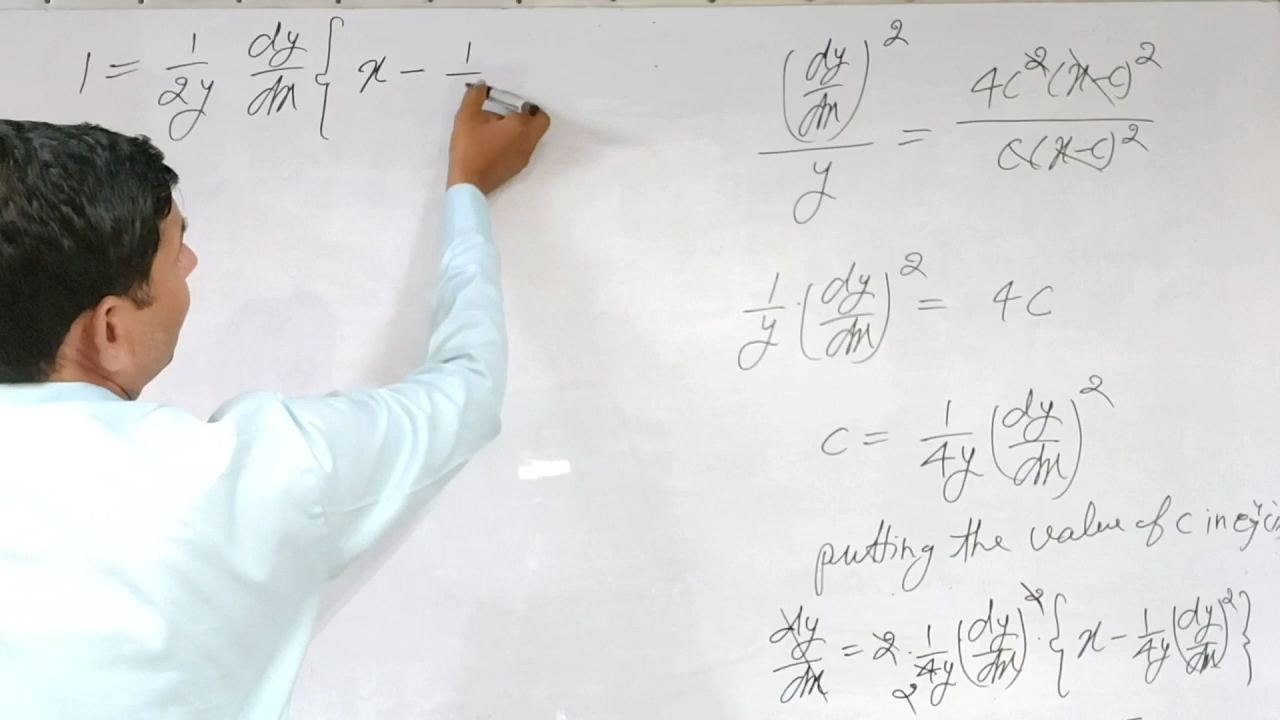 1 = 1/2y dy/dx { x - 1/
(dy/dx)² / y = 4c²(x-c)² / c(x-c)²
1/y · (dy/dx)² = 4c
c = 1/4y (dy/dx)²
putting the value of c in
dy/dx = 2 · 1/4y (dy/dx)² · { x - 1/4y (dy/dx)² }
2